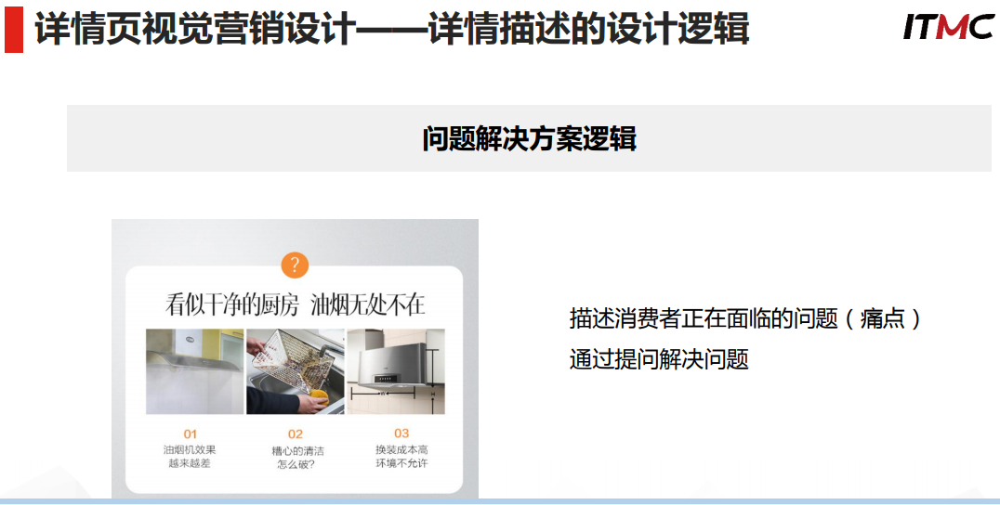 详情页视觉营销设计——详情描述的设计逻辑
ITMC
问题解决方案逻辑
?
看似干净的厨房 油烟无处不在
01
油烟机效果
越来越差
02
糟心的清洁
怎么破?
03
换装成本高
环境不允许
描述消费者正在面临的问题（痛点）
通过提问解决问题